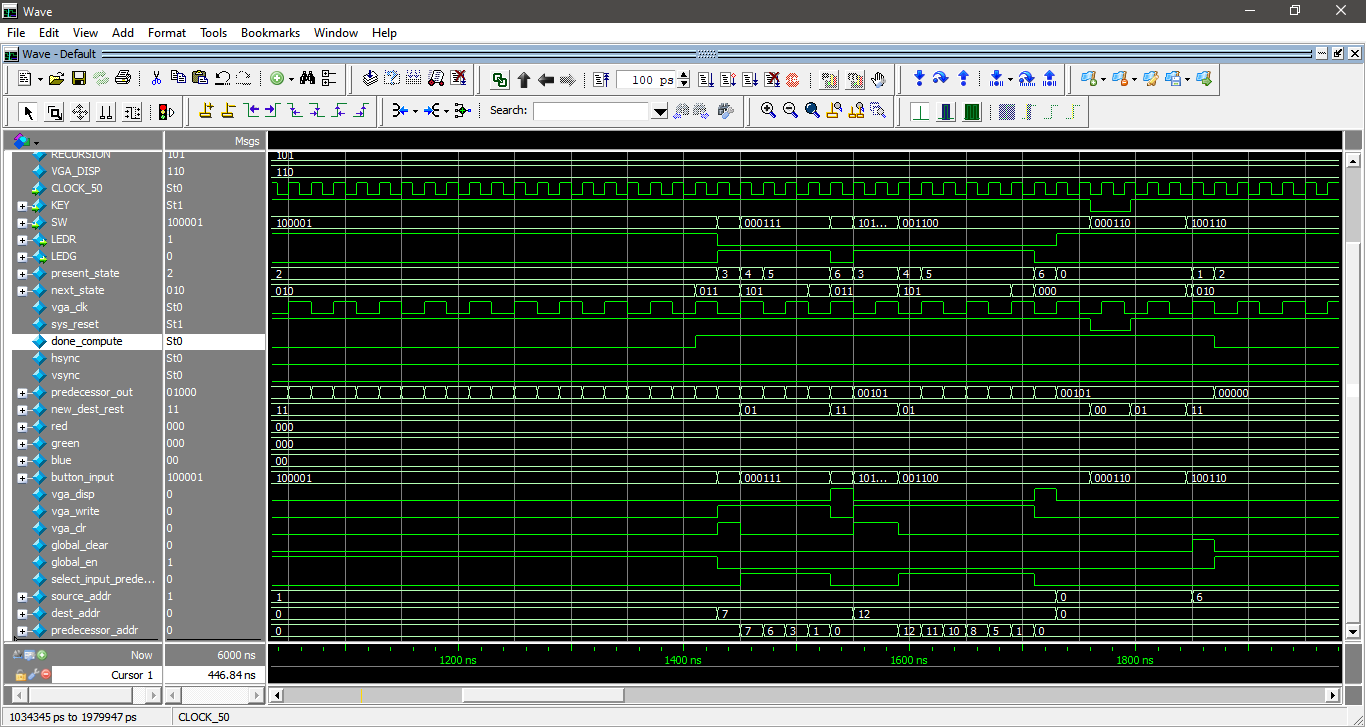 Wave
File Edit View Add Format Tools Bookmarks Window Help
Wave - Default
100 ps
Search:
Msgs
RECURSION 101 101
VGA_DISP 110 110
CLOCK_50 St0
KEY St1
SW 100001 100001 000111 101... 001100 000110 100110
LEDR 1
LEDG 0
present_state 2 2 3 4 5 6 3 4 5 6 0 1 2
next_state 010 010 011 101 011 101 000 010
vga_clk St0
sys_reset St1
done_compute St0
hsync St0
vsync St0
predecessor_out 01000 00101 00101 00000
new_dest_rest 11 11 01 11 01 00 01 11
red 000 000
green 000 000
blue 00 00
button_input 100001 100001 000111 101... 001100 000110 100110
vga_disp 0
vga_write 0
vga_clr 0
global_clear 0
global_en 1
select_input_prede... 0
source_addr 1 1 0 6
dest_addr 0 0 7 12 0
predecessor_addr 0 0 7 6 3 1 0 12 11 10 8 5 1 0
Now 6000 ns 1200 ns 1400 ns 1600 ns 1800 ns
Cursor 1 446.84 ns
1034345 ps to 1979947 ps CLOCK_50